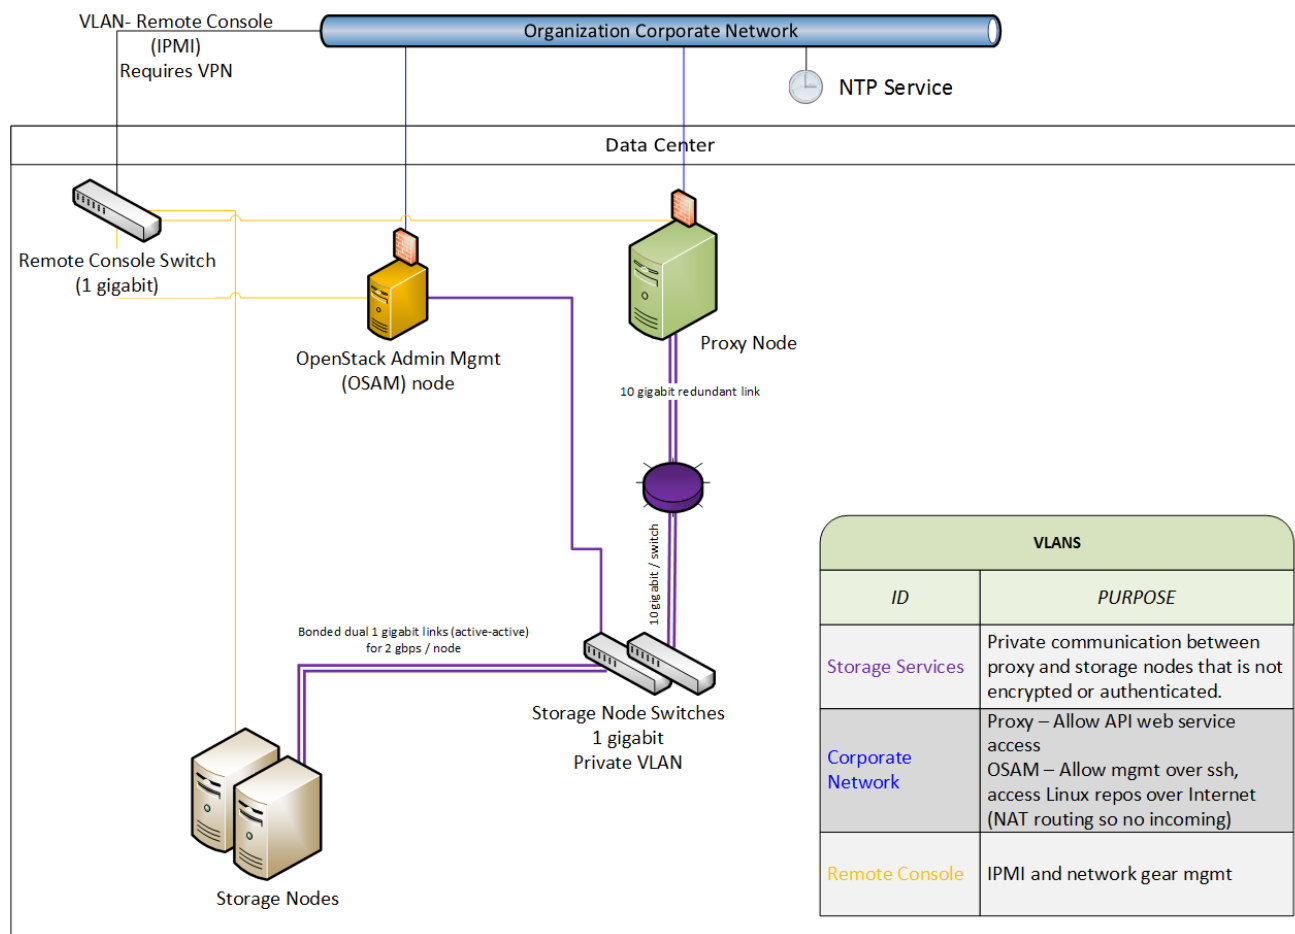 VLAN- Remote Console
(IPMI)
Requires VPN
Organization Corporate Network
NTP Service
Data Center
Remote Console Switch
(1 gigabit)
OpenStack Admin Mgmt
(OSAM) node
Proxy Node
10 gigabit redundant link
10 gigabit / switch
Bonded dual 1 gigabit links (active-active)
for 2 gbps / node
Storage Node Switches
1 gigabit
Private VLAN
Storage Nodes
VLANS
ID
PURPOSE
Storage Services
Private communication between
proxy and storage nodes that is not
encrypted or authenticated.
Corporate
Network
Proxy – Allow API web service
access
OSAM – Allow mgmt over ssh,
access Linux repos over Internet
(NAT routing so no incoming)
Remote Console
IPMI and network gear mgmt